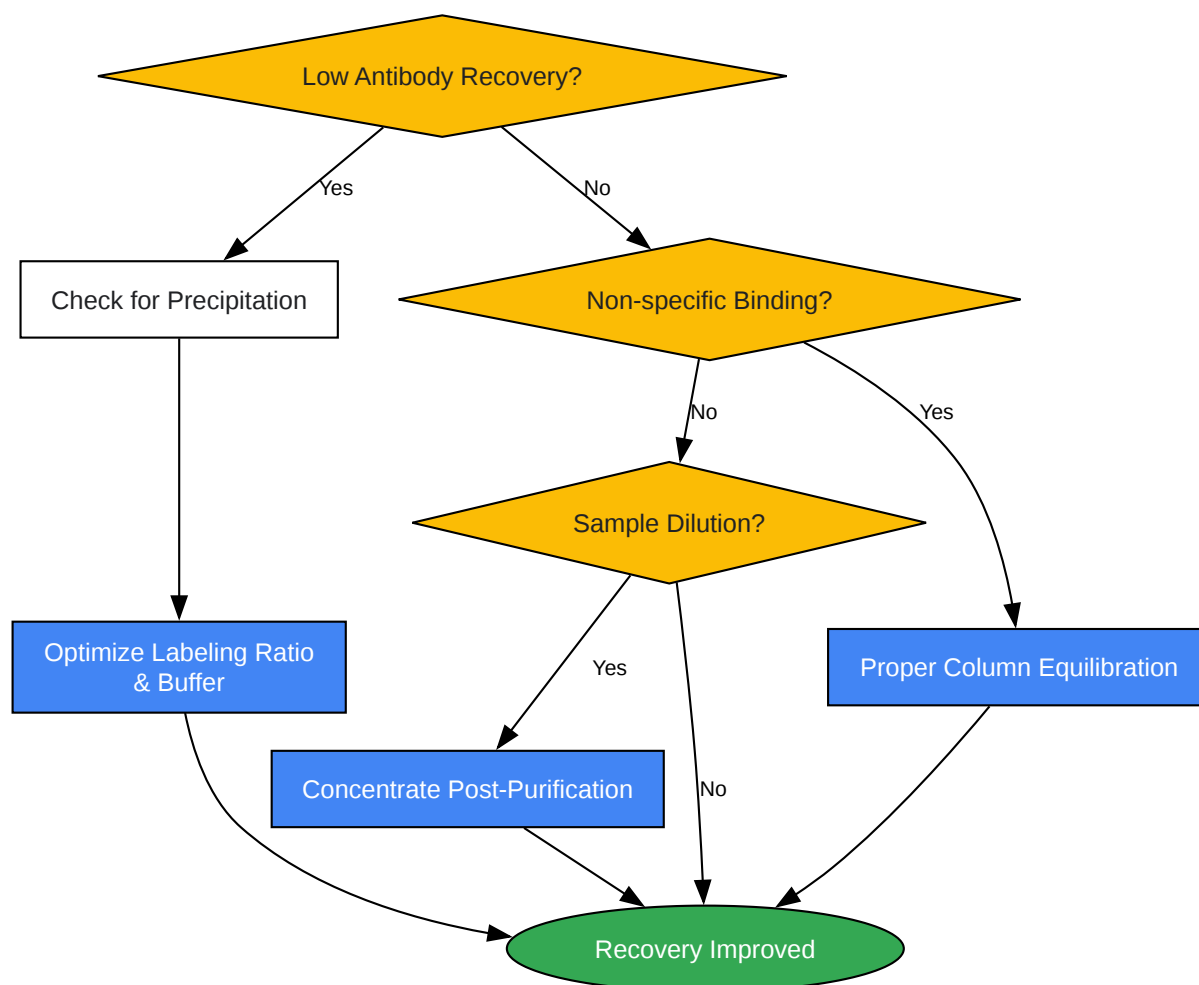 Low Antibody Recovery?
Yes
No
Check for Precipitation
Non-specific Binding?
No
Yes
Sample Dilution?
Optimize Labeling Ratio
& Buffer
Yes
Proper Column Equilibration
Concentrate Post-Purification
No
Recovery Improved